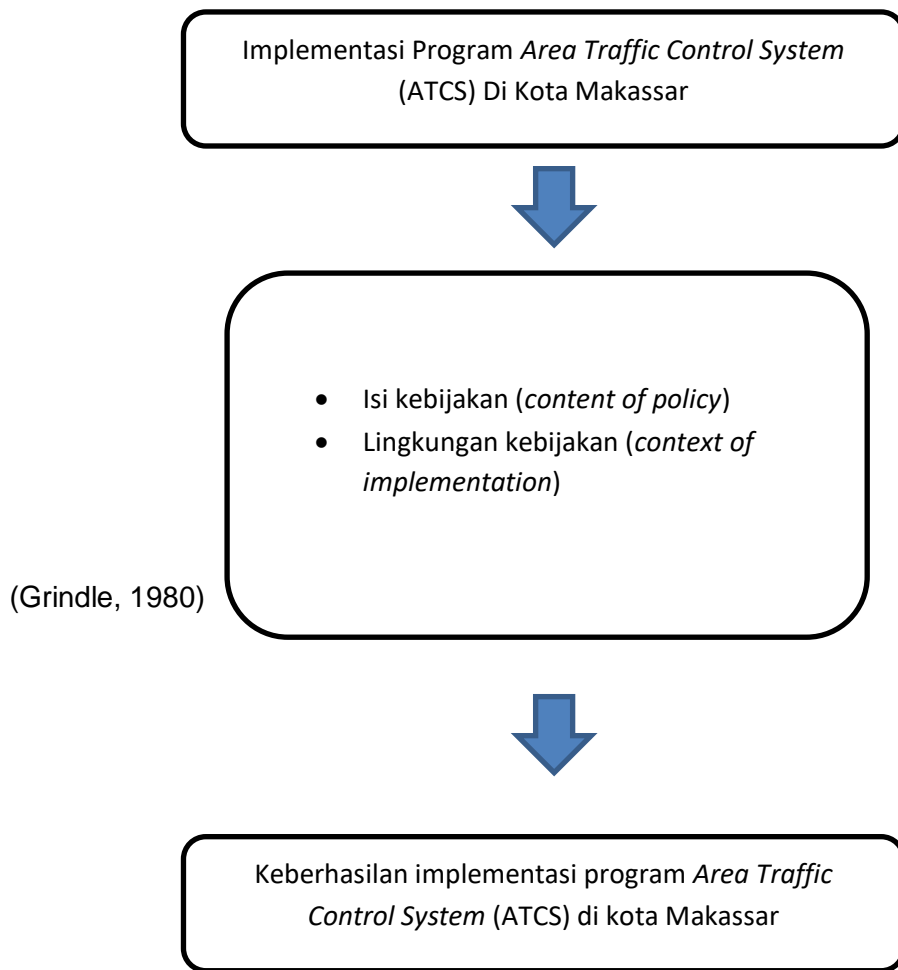 Implementasi Program Area Traffic Control System
(ATCS) Di Kota Makassar
• Isi kebijakan (content of policy)
• Lingkungan kebijakan (context of
implementation)
(Grindle, 1980)
Keberhasilan implementasi program Area Traffic
Control System (ATCS) di kota Makassar